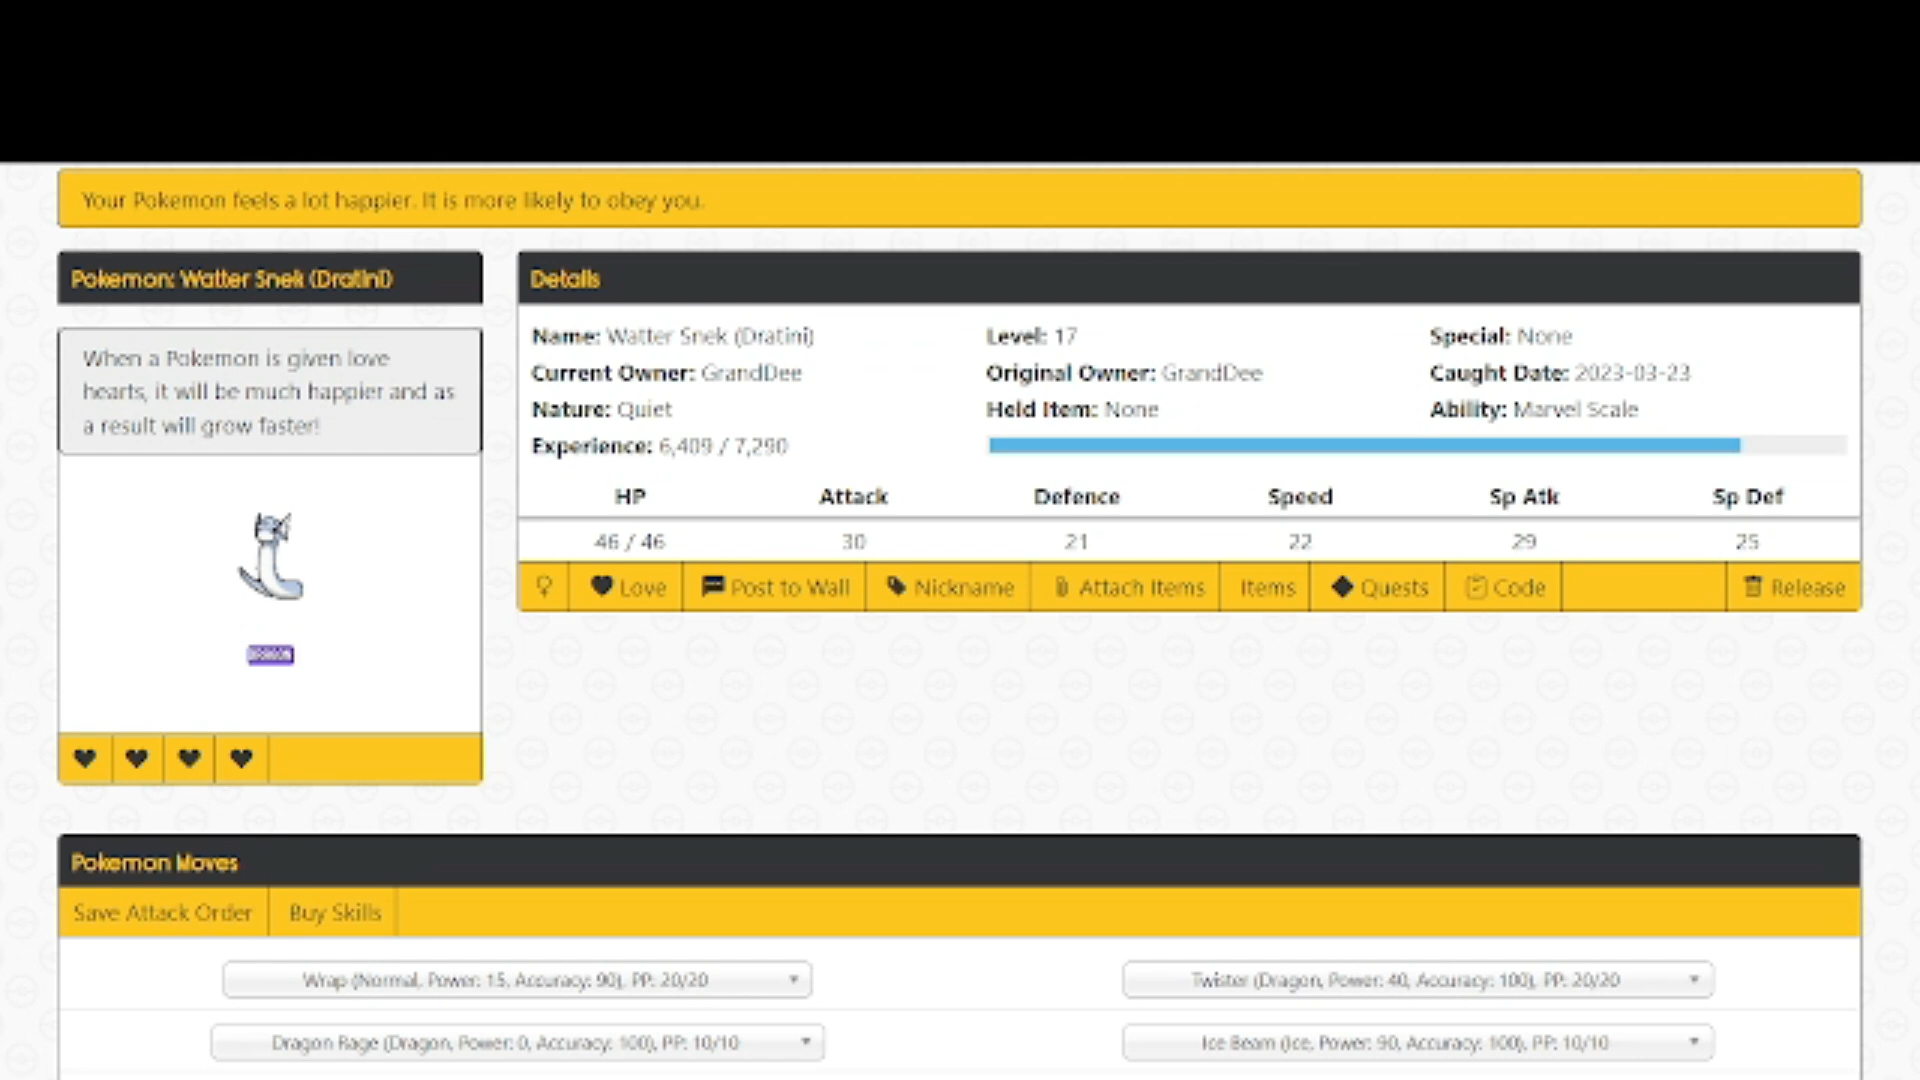 Your Pokemon feels a lot happier. It is more likely to obey you.
Pokemon: Watter Snek (Dratini)
When a Pokemon is given love
hearts, it will be much happier and as
a result will grow faster!
DRAGON
Details
Name: Watter Snek (Dratini) Level: 17 Special: None
Current Owner: GrandDee Original Owner: GrandDee Caught Date: 2023-03-23
Nature: Quiet Held Item: None Ability: Marvel Scale
Experience: 6,409 / 7,290
HP Attack Defence Speed Sp Atk Sp Def
46 / 46 30 21 22 29 25
Love Post to Wall Nickname Attach Items Items Quests Code Release
Pokemon Moves
Save Attack Order Buy Skills
Wrap (Normal, Power: 15, Accuracy: 90), PP: 20/20 Twister (Dragon, Power: 40, Accuracy: 100), PP: 20/20
Dragon Rage (Dragon, Power: 0, Accuracy: 100), PP: 10/10 Ice Beam (Ice, Power: 90, Accuracy: 100), PP: 10/10